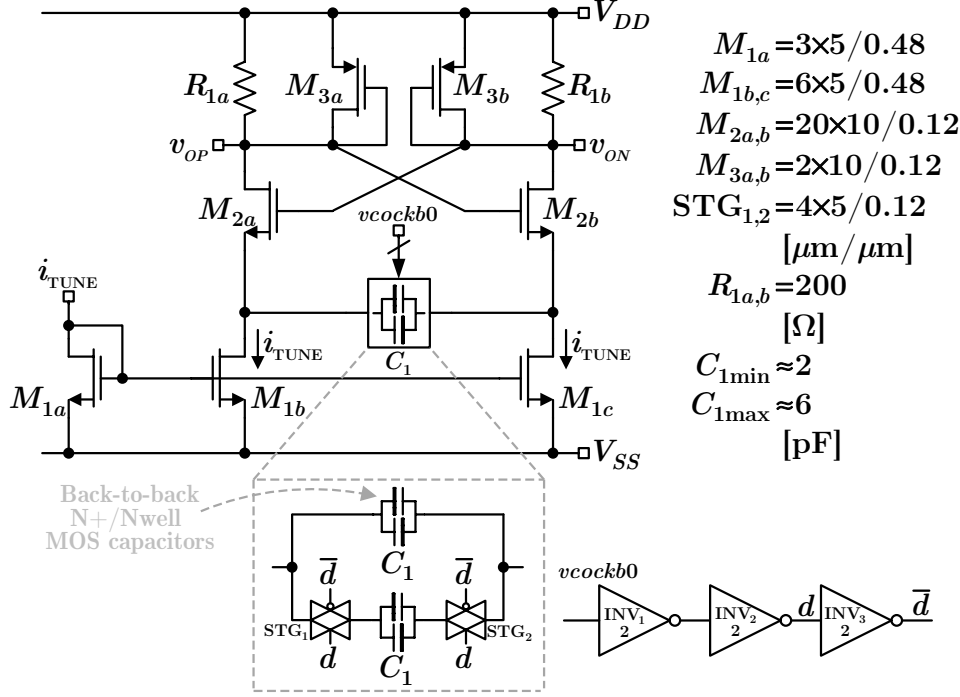 V_DD
R_1a
M_3a
M_3b
R_1b
v_OP
v_ON
M_2a
vcockb0
M_2b
i_TUNE
i_TUNE
C_1
i_TUNE
M_1a
M_1b
M_1c
V_SS
M_1a=3×5/0.48
M_1b,c=6×5/0.48
M_2a,b=20×10/0.12
M_3a,b=2×10/0.12
STG_1,2=4×5/0.12
[μm/μm]
R_1a,b=200
[Ω]
C_1min≈2
C_1max≈6
[pF]
Back-to-back
N+/Nwell
MOS capacitors
C_1
d̅
d̅
STG_1
STG_2
d
C_1
d
vcockb0
INV_1
2
INV_2
2
d
INV_3
2
d̅